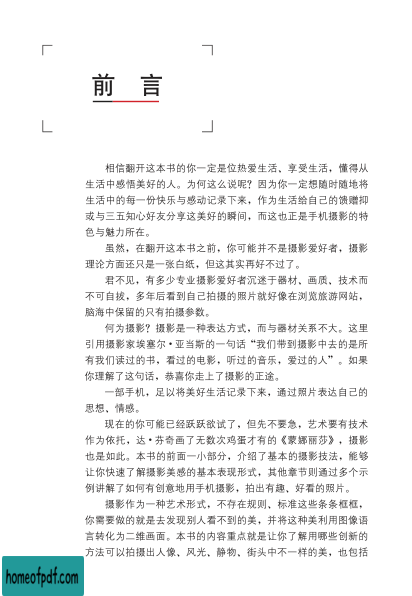 前 言
相信翻开这本书的你一定是位热爱生活、享受生活，懂得从
生活中感悟美好的人。为何这么说呢？因为你一定想随时随地将
生活中的每一份快乐与感动记录下来，作为生活给自己的馈赠抑
或与三五知心好友分享这美好的瞬间，而这也正是手机摄影的特
色与魅力所在。
虽然，在翻开这本书之前，你可能并不是摄影爱好者，摄影
理论方面还只是一张白纸，但这其实再好不过了。
君不见，有多少专业摄影爱好者沉迷于器材、画质、技术而
不可自拔，多年后看到自己拍摄的照片就好像在浏览旅游网站，
脑海中保留的只有拍摄参数。
何为摄影？摄影是一种表达方式，而与器材关系不大。这里
引用摄影家埃塞尔·亚当斯的一句话“我们带到摄影中去的是所
有我们读过的书，看过的电影，听过的音乐，爱过的人”。如果
你理解了这句话，恭喜你走上了摄影的正途。
一部手机，足以将美好生活记录下来，通过照片表达自己的
思想、情感。
现在的你可能已经跃跃欲试了，但先不要急，艺术要有技术
作为依托，达·芬奇画了无数次鸡蛋才有的《蒙娜丽莎》，摄影
也是如此。本书的前面一小部分，介绍了基本的摄影技法，能够
让你快速了解摄影美感的基本表现形式，其他章节则通过多个示
例讲解了如何有创意地用手机摄影，拍出有趣、好看的照片。
摄影作为一种艺术形式，不存在规则、标准这些条条框框，
你需要做的就是去发现别人看不到的美，并将这种美利用图像语
言转化为二维画面。本书的内容重点就是让你了解用哪些创新的
方法可以拍摄出人像、风光、静物、街头中不一样的美，也包括
homeofpdf.com